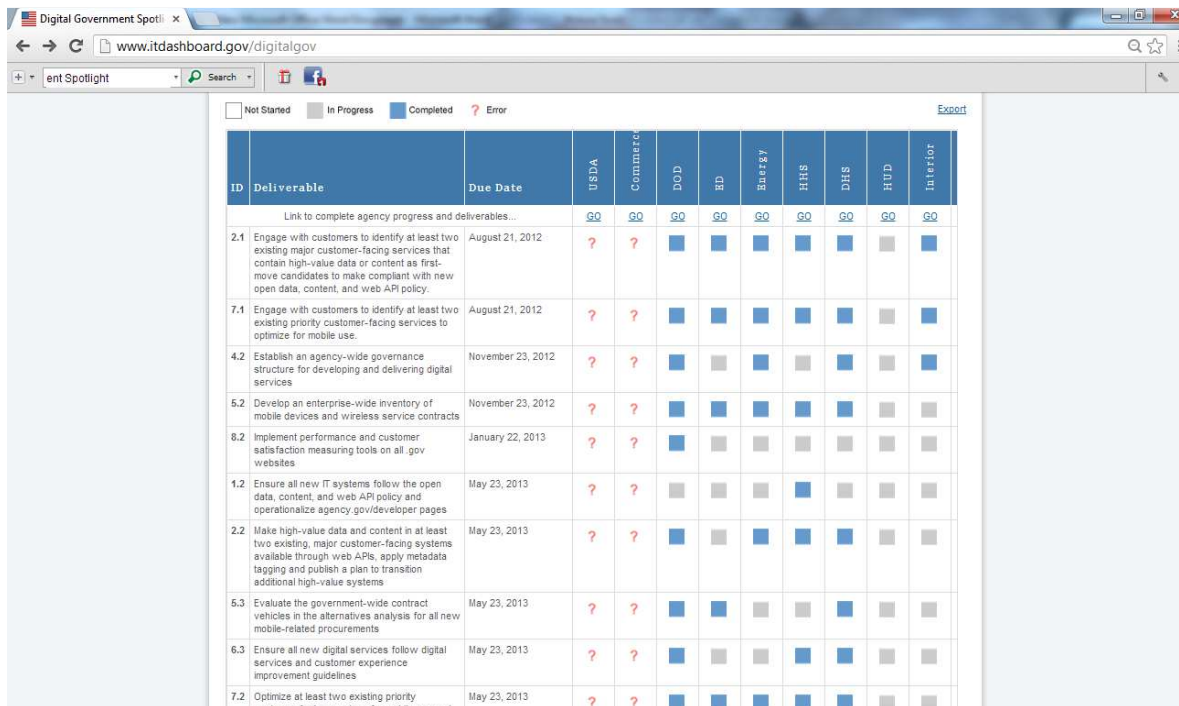 Digital Government Spotli
www.itdashboard.gov/digitalgov
ent Spotlight
Search
Not Started In Progress Completed ? Error Export
ID Deliverable Due Date USDA Commerce DOD ED Energy HHS DHS HUD Interior
Link to complete agency progress and deliverables... GO GO GO GO GO GO GO GO GO
2.1 Engage with customers to identify at least two August 21, 2012 ? ?
existing major customer-facing services that
contain high-value data or content as first-
move candidates to make compliant with new
open data, content, and web API policy.
7.1 Engage with customers to identify at least two August 21, 2012 ? ?
existing priority customer-facing services to
optimize for mobile use.
4.2 Establish an agency-wide governance November 23, 2012 ? ?
structure for developing and delivering digital
services
5.2 Develop an enterprise-wide inventory of November 23, 2012 ? ?
mobile devices and wireless service contracts
8.2 Implement performance and customer January 22, 2013 ? ?
satisfaction measuring tools on all .gov
websites
1.2 Ensure all new IT systems follow the open May 23, 2013 ? ?
data, content, and web API policy and
operationalize agency.gov/developer pages
2.2 Make high-value data and content in at least May 23, 2013 ? ?
two existing, major customer-facing systems
available through web APIs, apply metadata
tagging and publish a plan to transition
additional high-value systems
5.3 Evaluate the government-wide contract May 23, 2013 ? ?
vehicles in the alternatives analysis for all new
mobile-related procurements
6.3 Ensure all new digital services follow digital May 23, 2013 ? ?
services and customer experience
improvement guidelines
7.2 Optimize at least two existing priority May 23, 2013 ? ?